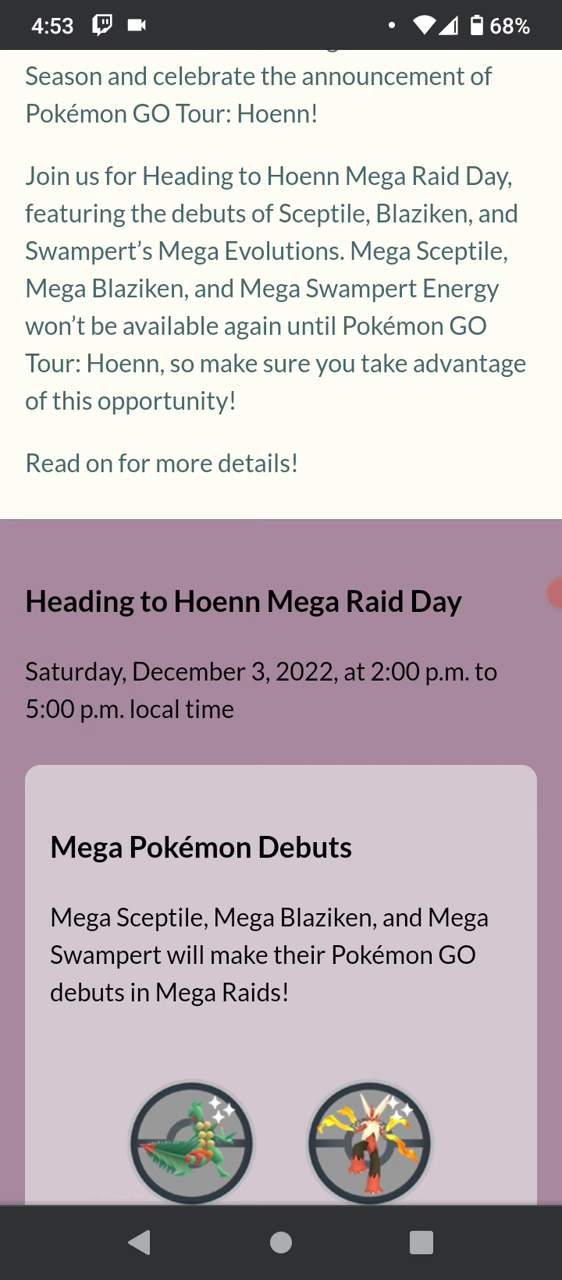 4:53
68%
Season and celebrate the announcement of
Pokémon GO Tour: Hoenn!
Join us for Heading to Hoenn Mega Raid Day,
featuring the debuts of Sceptile, Blaziken, and
Swampert’s Mega Evolutions. Mega Sceptile,
Mega Blaziken, and Mega Swampert Energy
won’t be available again until Pokémon GO
Tour: Hoenn, so make sure you take advantage
of this opportunity!
Read on for more details!
Heading to Hoenn Mega Raid Day
Saturday, December 3, 2022, at 2:00 p.m. to
5:00 p.m. local time
Mega Pokémon Debuts
Mega Sceptile, Mega Blaziken, and Mega
Swampert will make their Pokémon GO
debuts in Mega Raids!